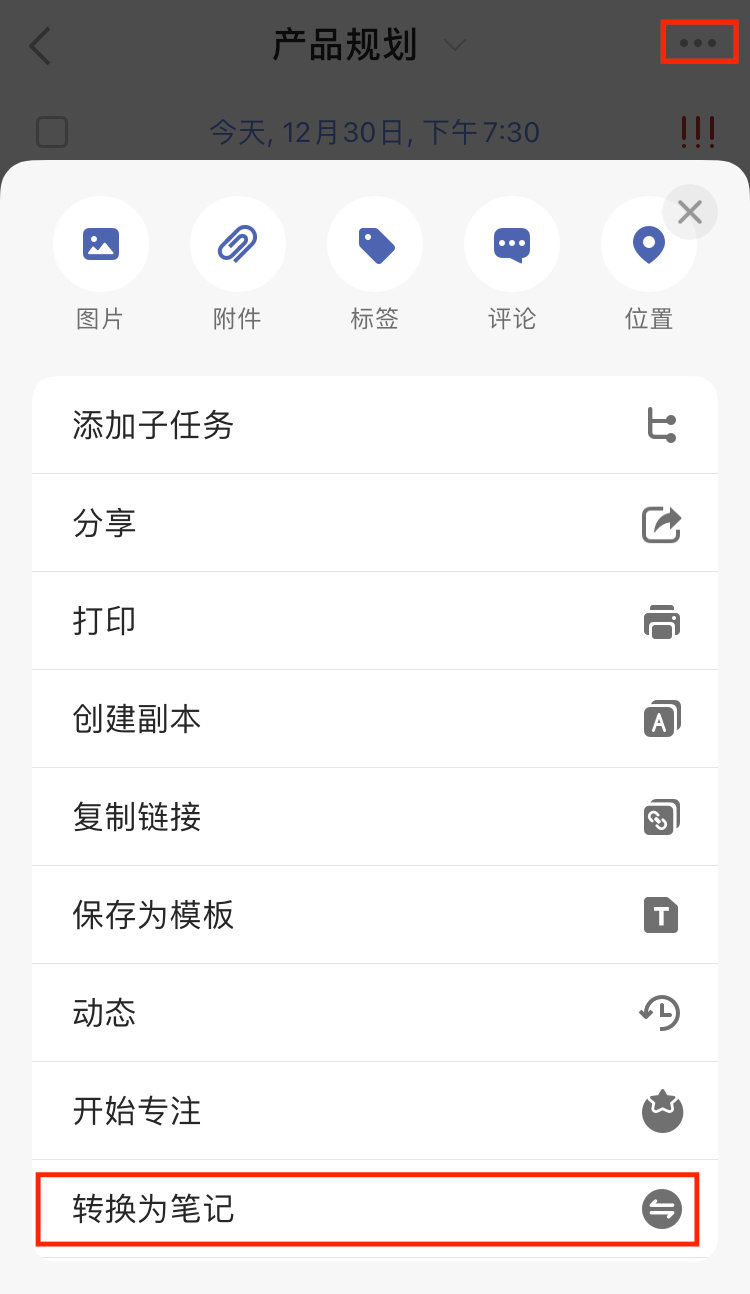 产品规划
今天, 12月30日, 下午7:30
图片 附件 标签 评论 位置
添加子任务
分享
打印
创建副本
复制链接
保存为模板
动态
开始专注
转换为笔记